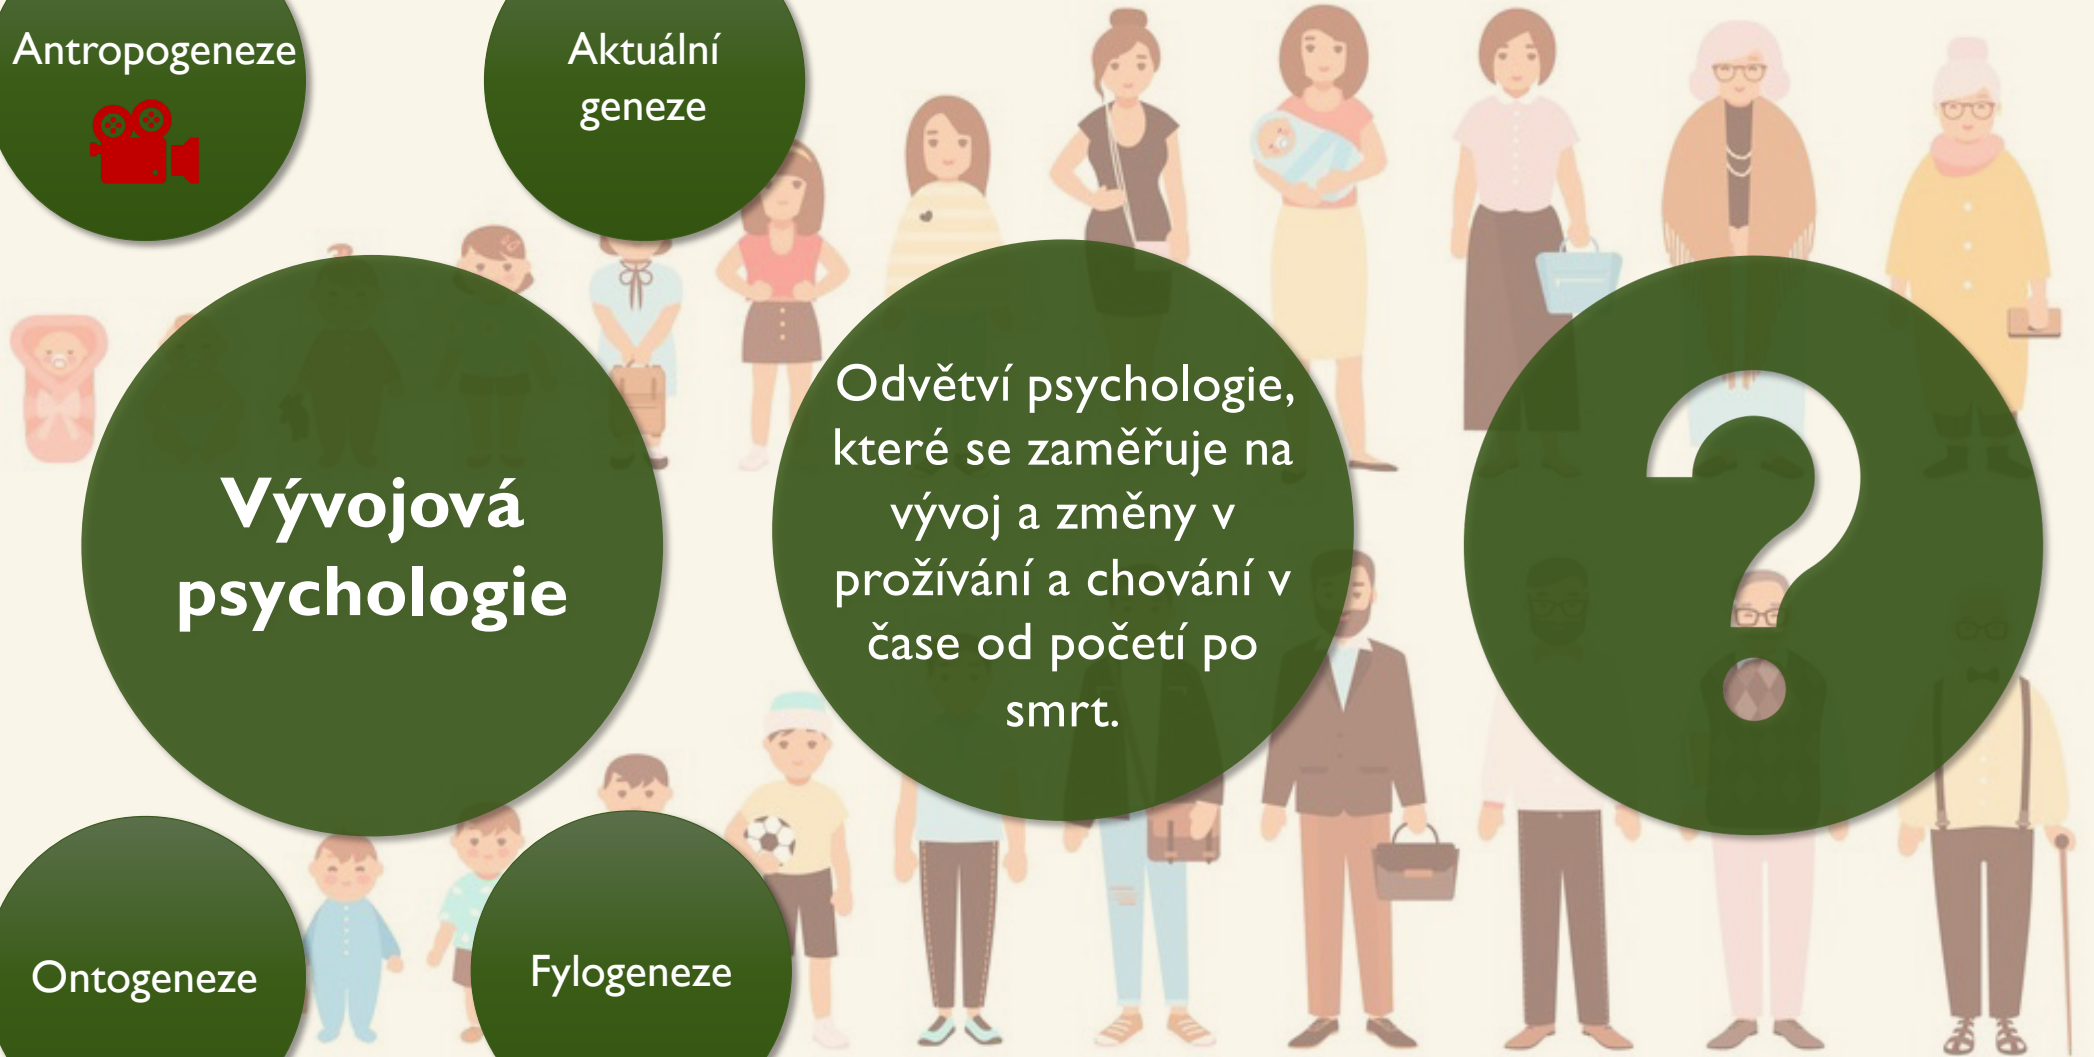 Antropogeneze
Aktuální
geneze
Vývojová
psychologie
Odvětví psychologie,
které se zaměřuje na
vývoj a změny v
prožívání a chování v
čase od početí po
smrt.
?
Ontogeneze
Fylogeneze